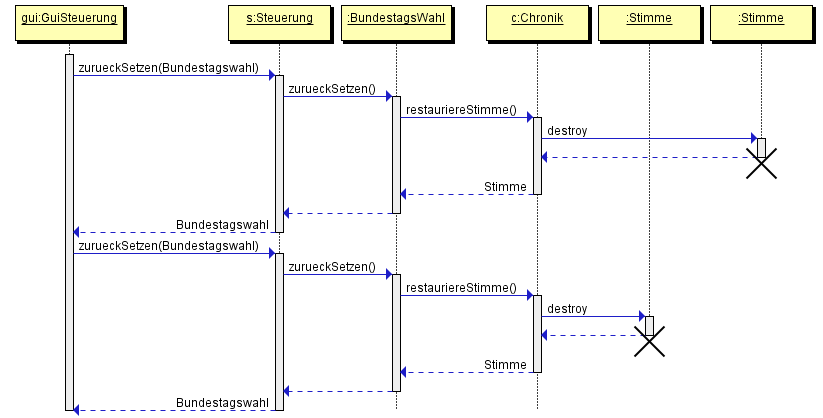 gui:GuiSteuerung
s:Steuerung
:BundestagsWahl
c:Chronik
:Stimme
:Stimme
zurueckSetzen(Bundestagswahl)
zurueckSetzen()
restauriereStimme()
destroy
Stimme
Bundestagswahl
zurueckSetzen(Bundestagswahl)
zurueckSetzen()
restauriereStimme()
destroy
Stimme
Bundestagswahl